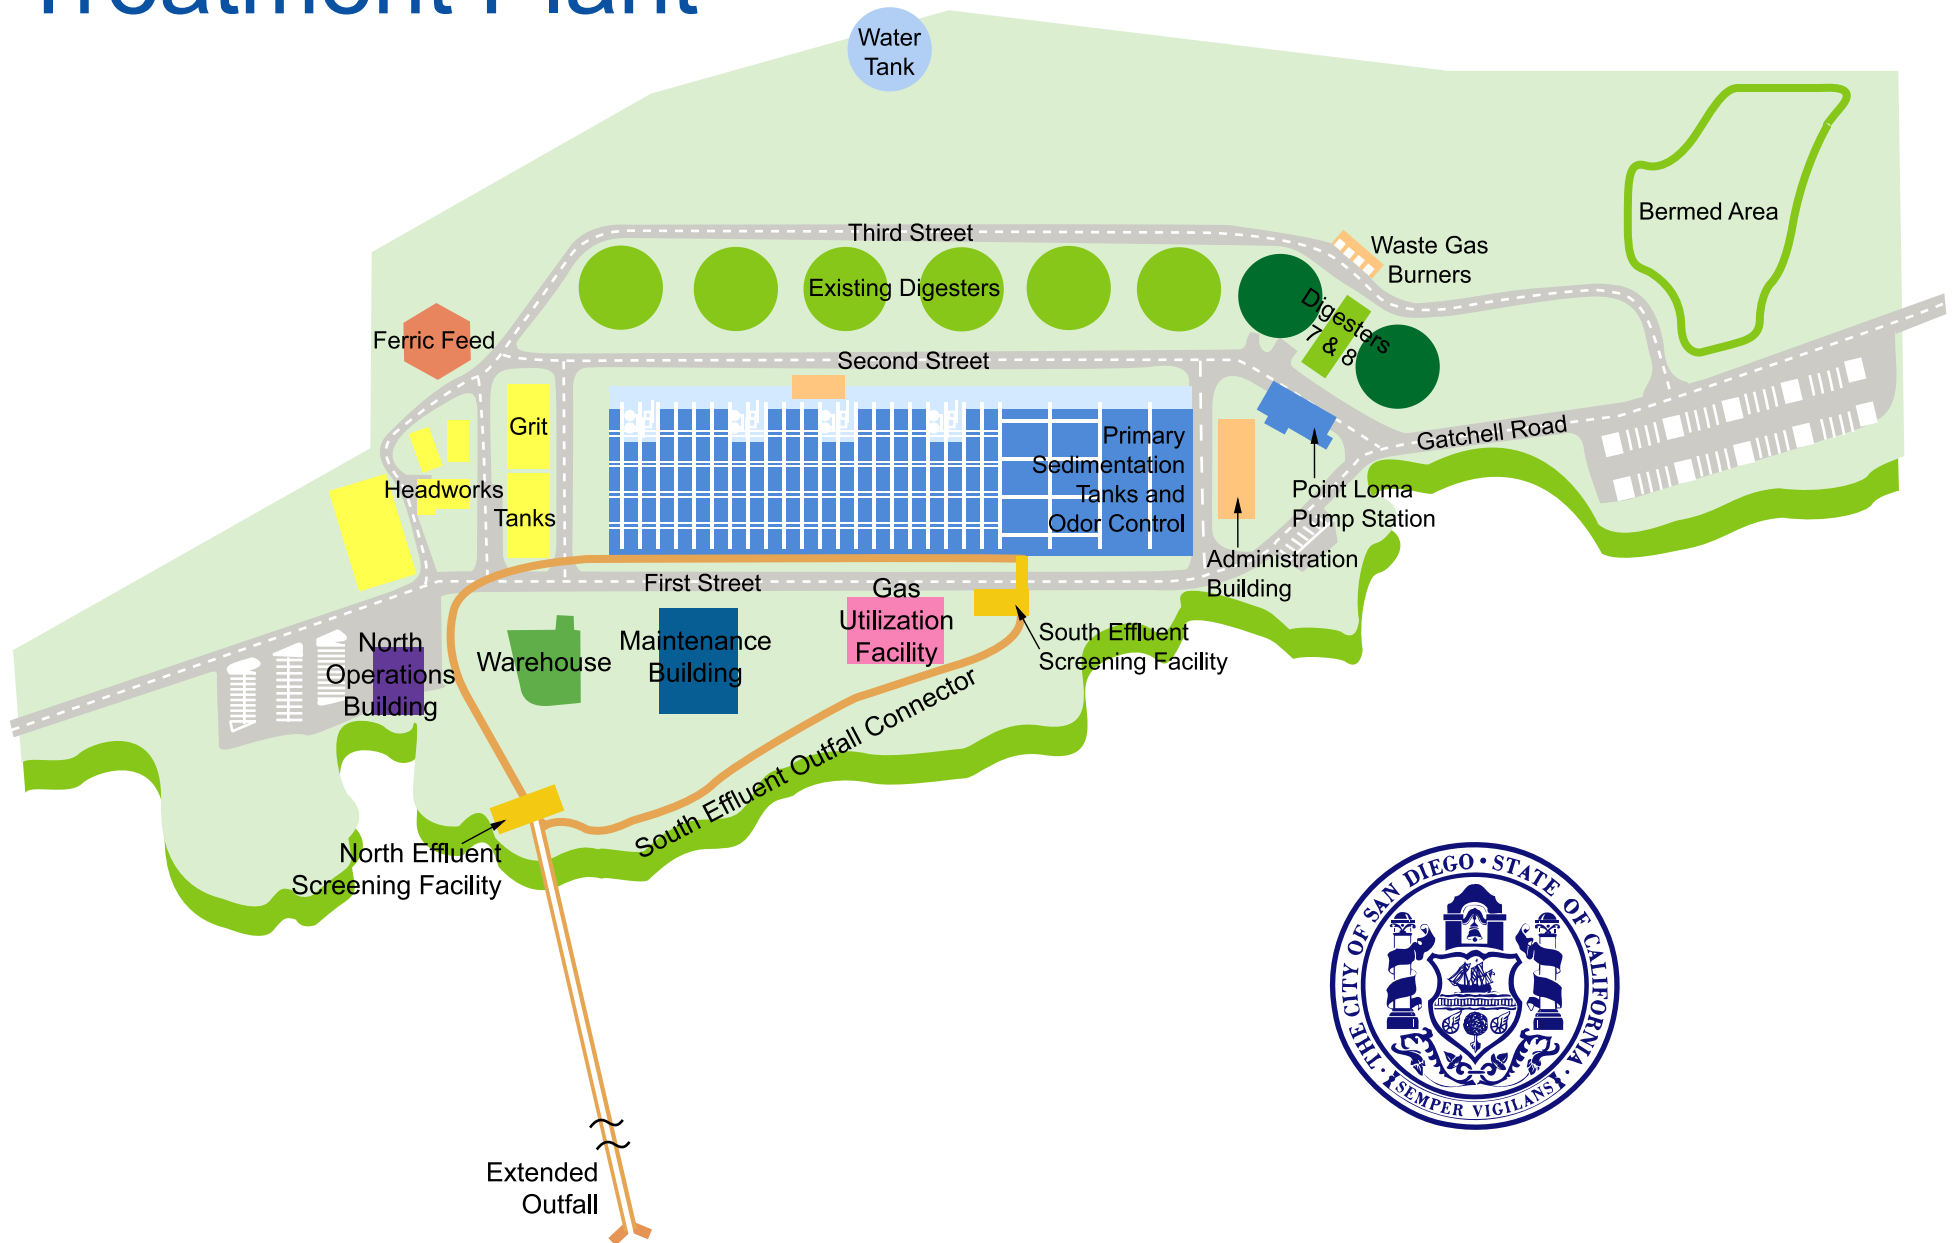 Treatment Plant
Water
Tank
Bermed Area
Third Street
Waste Gas
Burners
Existing Digesters
Digesters
7 & 8
Ferric Feed
Second Street
Grit
Tanks
Headworks
Primary
Sedimentation
Tanks and
Odor Control
Gatchell Road
Point Loma
Pump Station
Administration
Building
First Street
Gas
Utilization
Facility
North
Operations
Building
Warehouse
Maintenance
Building
South Effluent
Screening Facility
South Effluent Outfall Connector
North Effluent
Screening Facility
Extended
Outfall
THE CITY OF SAN DIEGO • STATE OF CALIFORNIA
SEMPER VIGILANS